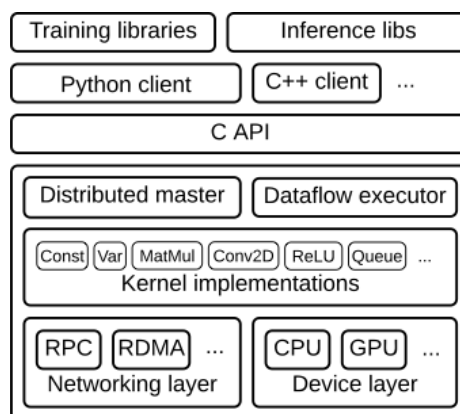 Training libraries Inference libs
Python client C++ client ...
C API
Distributed master Dataflow executor
Const Var MatMul Conv2D ReLU Queue ...
Kernel implementations
RPC RDMA ... CPU GPU ...
Networking layer Device layer